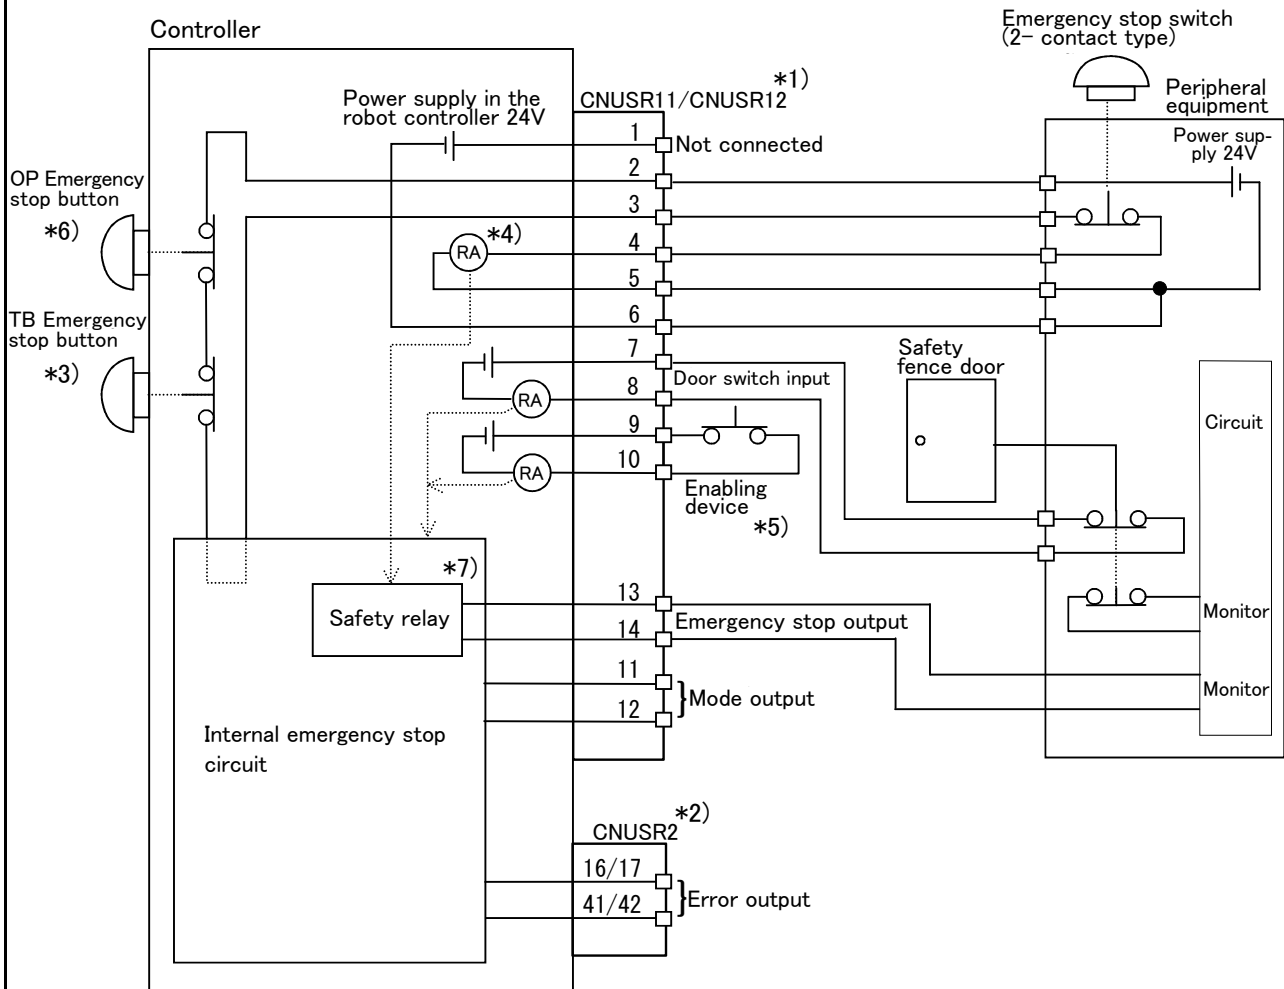 Controller
Emergency stop switch
(2- contact type)
*1)
CNUSR11/CNUSR12
Peripheral
equipment
Power supply in the
robot controller 24V
Power sup-
ply 24V
1
Not connected
2
OP Emergency
stop button
*6)
3
*4)
RA
4
5
6
TB Emergency
stop button
*3)
7
Door switch input
8
RA
Safety
fence door
9
10
RA
Enabling
device
*5)
Circuit
*7)
Safety relay
13
Emergency stop output
14
Monitor
11
Mode output
12
Monitor
Internal emergency stop
circuit
*2)
CNUSR2
16/17
Error output
41/42